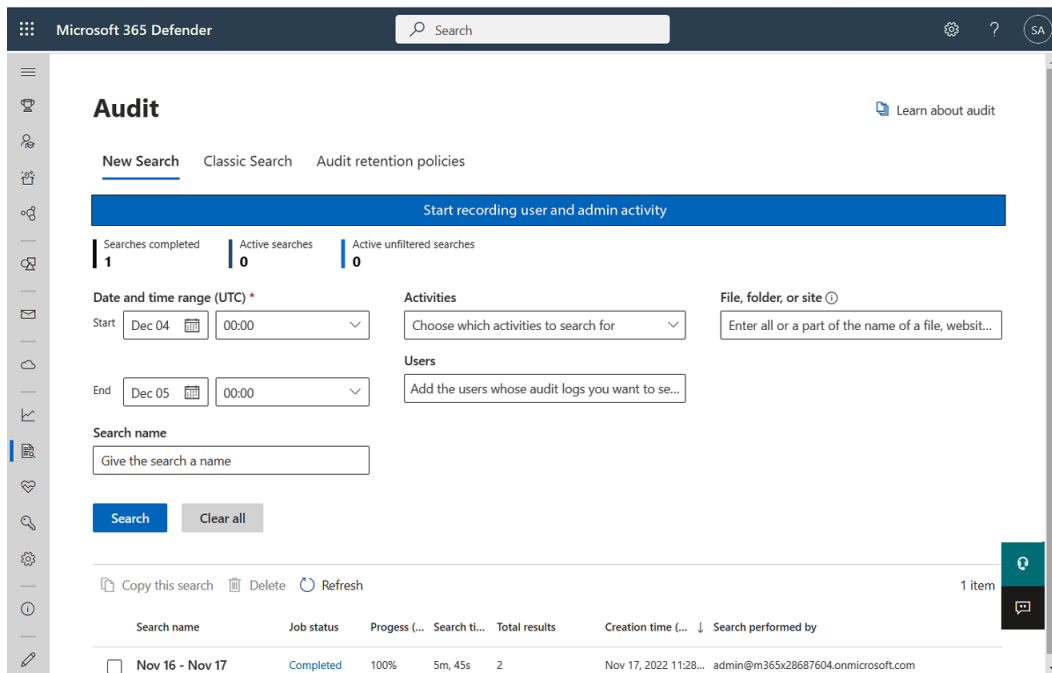 Microsoft 365 Defender
Search
?
SA
Audit
Learn about audit
New Search
Classic Search
Audit retention policies
Start recording user and admin activity
Searches completed
1
Active searches
0
Active unfiltered searches
0
Date and time range (UTC) *
Activities
File, folder, or site
Start
Dec 04
00:00
Choose which activities to search for
Enter all or a part of the name of a file, websit...
Users
End
Dec 05
00:00
Add the users whose audit logs you want to se...
Search name
Give the search a name
Search
Clear all
Copy this search
Delete
Refresh
1 item
Search name
Job status
Progess (...
Search ti...
Total results
Creation time (... ↓
Search performed by
Nov 16 - Nov 17
Completed
100%
5m, 45s
2
Nov 17, 2022 11:28...
admin@m365x28687604.onmicrosoft.com